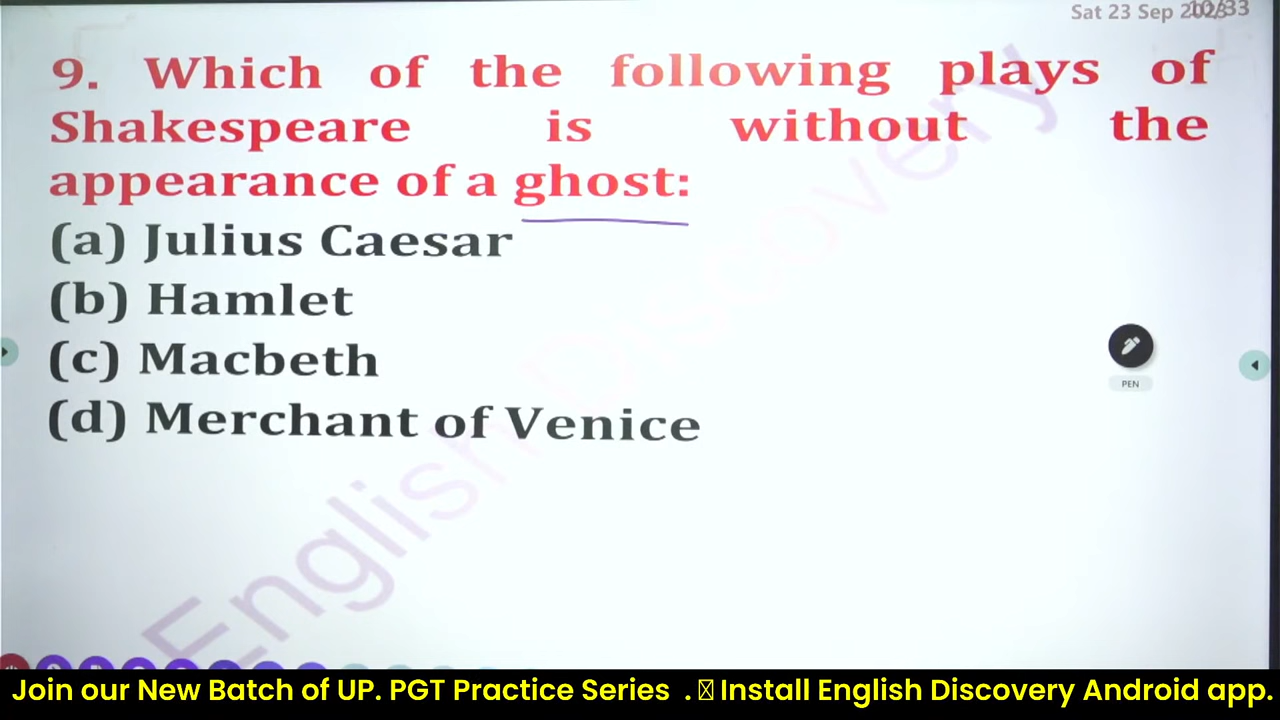 Sat 23 Sep 2023
10/33
9. Which of the following plays of
Shakespeare is without the
appearance of a ghost:
(a) Julius Caesar
(b) Hamlet
(c) Macbeth
(d) Merchant of Venice
PEN
English Discovery
Join our New Batch of UP. PGT Practice Series . Install English Discovery Android app.